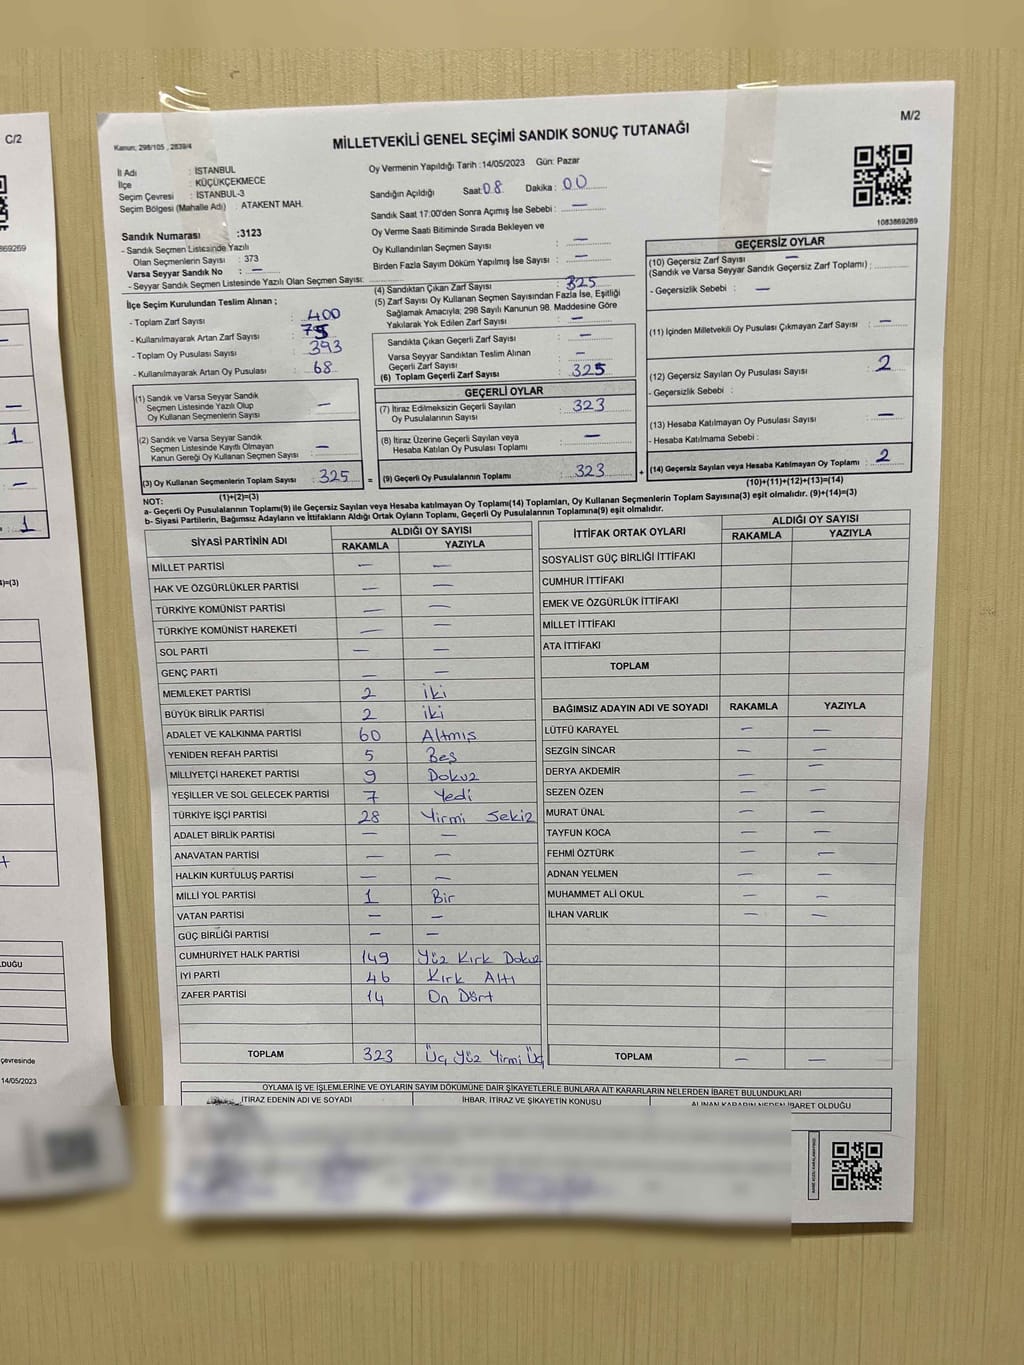 C/2
M/2
Kanun; 298/105 , 2839/4
MİLLETVEKİLİ GENEL SEÇİMİ SANDIK SONUÇ TUTANAĞI
İl Adı : İSTANBUL
İlçe : KÜÇÜKÇEKMECE
Seçim Çevresi : İSTANBUL-3
Seçim Bölgesi (Mahalle Adı) : ATAKENT MAH.
Sandık Numarası :3123
- Sandık Seçmen Listesinde Yazılı
Olan Seçmenlerin Sayısı : 373
Varsa Seyyar Sandık No : —
- Seyyar Sandık Seçmen Listesinde Yazılı Olan Seçmen Sayısı:
Oy Vermenin Yapıldığı Tarih :14/05/2023 Gün: Pazar
Sandığın Açıldığı Saat:08 Dakika: 00
Sandık Saat 17:00'den Sonra Açımış İse Sebebi : —
Oy Verme Saati Bitiminde Sırada Bekleyen ve
Oy Kullandırılan Seçmen Sayısı : —
Birden Fazla Sayım Döküm Yapılmış İse Sayısı : —
1083869269
İlçe Seçim Kurulundan Teslim Alınan ;
- Toplam Zarf Sayısı : 400
- Kullanılmayarak Artan Zarf Sayısı : 75
- Toplam Oy Pusulası Sayısı : 393
- Kullanılmayarak Artan Oy Pusulası : 68
(1) Sandık ve Varsa Seyyar Sandık
Seçmen Listesinde Yazılı Olup
Oy Kullanan Seçmenlerin Sayısı : —
(2) Sandık ve Varsa Seyyar Sandık
Seçmen Listesinde Kayıtlı Olmayan
Kanun Gereği Oy Kullanan Seçmen Sayısı : —
(3) Oy Kullanan Seçmenlerin Toplam Sayısı : 325
(1)+(2)=(3)
(4) Sandıktan Çıkan Zarf Sayısı : 325
(5) Zarf Sayısı Oy Kullanan Seçmen Sayısından Fazla İse, Eşitliği
Sağlamak Amacıyla; 298 Sayılı Kanunun 98. Maddesine Göre
Yakılarak Yok Edilen Zarf Sayısı : —
Sandıkta Çıkan Geçerli Zarf Sayısı : —
Varsa Seyyar Sandıktan Teslim Alınan
Geçerli Zarf Sayısı : —
(6) Toplam Geçerli Zarf Sayısı : 325
GEÇERLİ OYLAR
(7) İtiraz Edilmeksizin Geçerli Sayılan
Oy Pusulalarının Sayısı : 323
(8) İtiraz Üzerine Geçerli Sayılan veya
Hesaba Katılan Oy Pusulası Toplamı : —
= (9) Geçerli Oy Pusulalarının Toplamı : 323 +
GEÇERSİZ OYLAR
(10) Geçersiz Zarf Sayısı —
(Sandık ve Varsa Seyyar Sandık Geçersiz Zarf Toplamı) :
- Geçersizlik Sebebi : —
(11) İçinden Milletvekili Oy Pusulası Çıkmayan Zarf Sayısı : —
(12) Geçersiz Sayılan Oy Pusulası Sayısı : 2
- Geçersizlik Sebebi :
(13) Hesaba Katılmayan Oy Pusulası Sayısı : —
- Hesaba Katılmama Sebebi :
(14) Geçersiz Sayılan veya Hesaba Katılmayan Oy Toplamı : 2
(10)+(11)+(12)+(13)=(14)
NOT:
a- Geçerli Oy Pusulasının Toplamı(9) ile Geçersiz Sayılan veya Hesaba katılmayan Oy Toplamı(14) Toplamları, Oy Kullanan Seçmenlerin Toplam Sayısına(3) eşit olmalıdır. (9)+(14)=(3)
b- Siyasi Partilerin, Bağımsız Adayların ve İttifakların Aldığı Ortak Oyların Toplamı, Geçerli Oy Pusulasının Toplamına(9) eşit olmalıdır.
SİYASİ PARTİNİN ADI ALDIĞI OY SAYISI
RAKAMLA YAZIYLA
MİLLET PARTİSİ — —
HAK VE ÖZGÜRLÜKLER PARTİSİ — —
TÜRKİYE KOMÜNİST PARTİSİ — —
TÜRKİYE KOMÜNİST HAREKETİ — —
SOL PARTİ — —
GENÇ PARTİ — —
MEMLEKET PARTİSİ 2 iki
BÜYÜK BİRLİK PARTİSİ 2 iki
ADALET VE KALKINMA PARTİSİ 60 Altmış
YENİDEN REFAH PARTİSİ 5 Beş
MİLLİYETÇİ HAREKET PARTİSİ 9 Dokuz
YEŞİLLER VE SOL GELECEK PARTİSİ 7 Yedi
TÜRKİYE İŞÇİ PARTİSİ 28 Yirmi Sekiz
ADALET BİRLİK PARTİSİ — —
ANAVATAN PARTİSİ — —
HALKIN KURTULUŞ PARTİSİ — —
MİLLİ YOL PARTİSİ 1 Bir
VATAN PARTİSİ — —
GÜÇ BİRLİĞİ PARTİSİ — —
CUMHURİYET HALK PARTİSİ 149 Yüz Kırk Dokuz
İYİ PARTİ 46 Kırk Altı
ZAFER PARTİSİ 14 On Dört
TOPLAM 323 Üç Yüz Yirmi Üç
İTTİFAK ORTAK OYLARI ALDIĞI OY SAYISI
RAKAMLA YAZIYLA
SOSYALİST GÜÇ BİRLİĞİ İTTİFAKI
CUMHUR İTTİFAKI
EMEK VE ÖZGÜRLÜK İTTİFAKI
MİLLET İTTİFAKI
ATA İTTİFAKI
TOPLAM
BAĞIMSIZ ADAYIN ADI VE SOYADI RAKAMLA YAZIYLA
LÜTFÜ KARAYEL — —
SEZGİN SİNCAR — —
DERYA AKDEMİR — —
SEZEN ÖZEN — —
MURAT ÜNAL — —
TAYFUN KOCA — —
FEHMİ ÖZTÜRK — —
ADNAN YELMEN — —
MUHAMMET ALİ OKUL — —
İLHAN VARLIK — —
TOPLAM — —
OYLAMA İŞ VE İŞLEMLERİNE VE OYLARIN SAYIM DÖKÜMÜNE DAİR ŞİKAYETLERLE BUNLARA AİT KARARLARIN NELERDEN İBARET BULUNDUKLARI
İTİRAZ EDENİN ADI VE SOYADI İHBAR, İTİRAZ VE ŞİKAYETİN KONUSU ALINAN KARARIN NEDEN İBARET OLDUĞU
869269
1
1
4)=(3)
OLDUĞU
çevresinde
14/05/2023